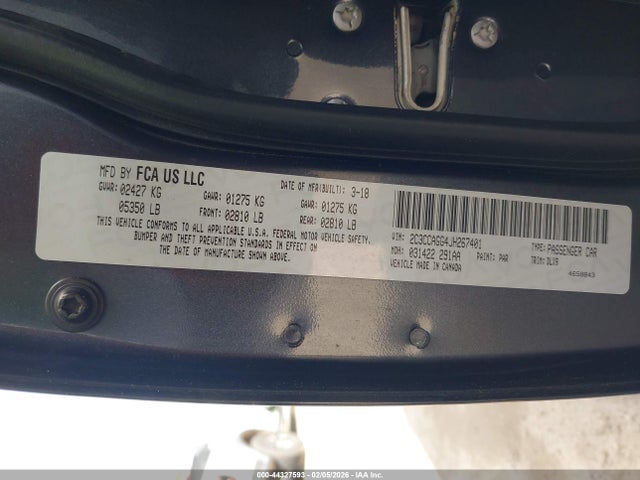 MFD BY FCA US LLC
DATE OF MFR(BUILT): 3-18
GVWR: 02427 KG GAWR: 01275 KG GAWR: 01275 KG
05350 LB FRONT: 02810 LB REAR: 02810 LB
THIS VEHICLE CONFORMS TO ALL APPLICABLE U.S.A. FEDERAL MOTOR VEHICLE SAFETY,
BUMPER AND THEFT PREVENTION STANDARDS IN EFFECT ON
THE DATE OF MANUFACTURE SHOWN ABOVE.
VIN: 2C3CCAGG4JH267401 TYPE: PASSENGER CAR
MDH: 031422 291AA PAINT: PAR TRIM: DLX9
VEHICLE MADE IN CANADA
4658843
000-44327593 - 02/05/2026 - IAA Inc.